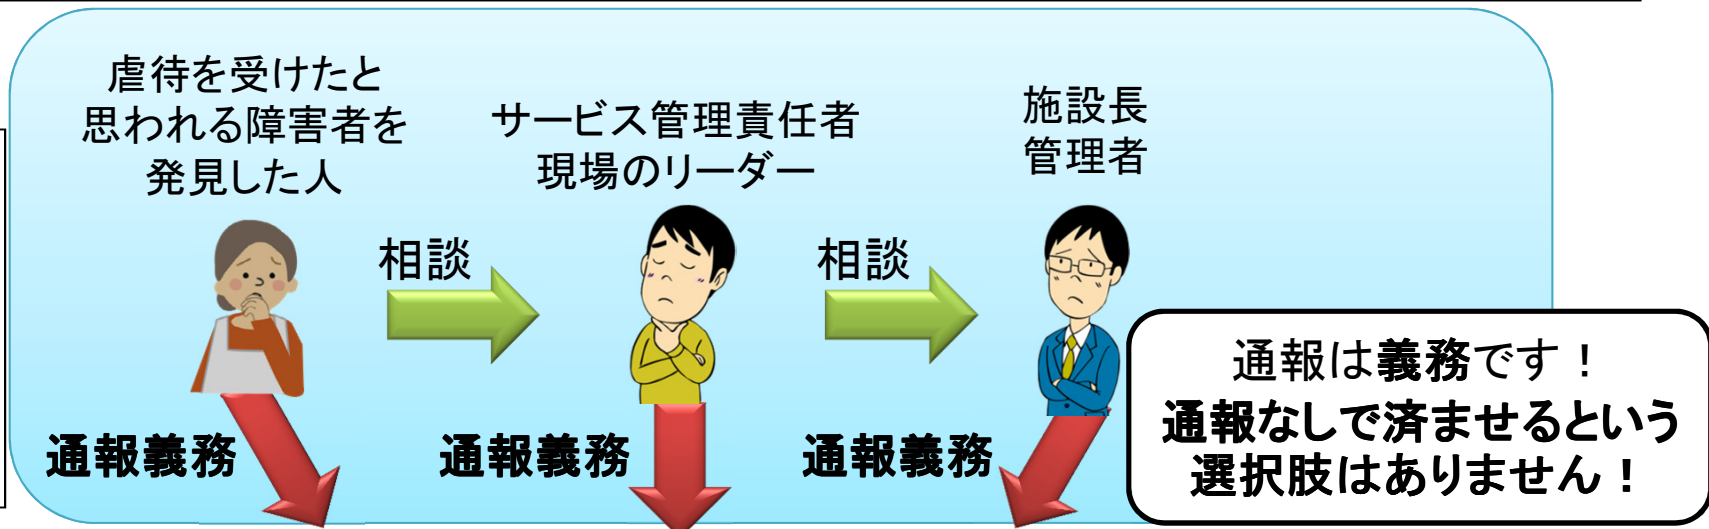 虐待を受けたと
思われる障害者を
発見した人
サービス管理責任者
現場のリーダー
施設長
管理者
相談
相談
通報義務
通報義務
通報義務
通報は義務です！
通報なしで済ませるという
選択肢はありません！